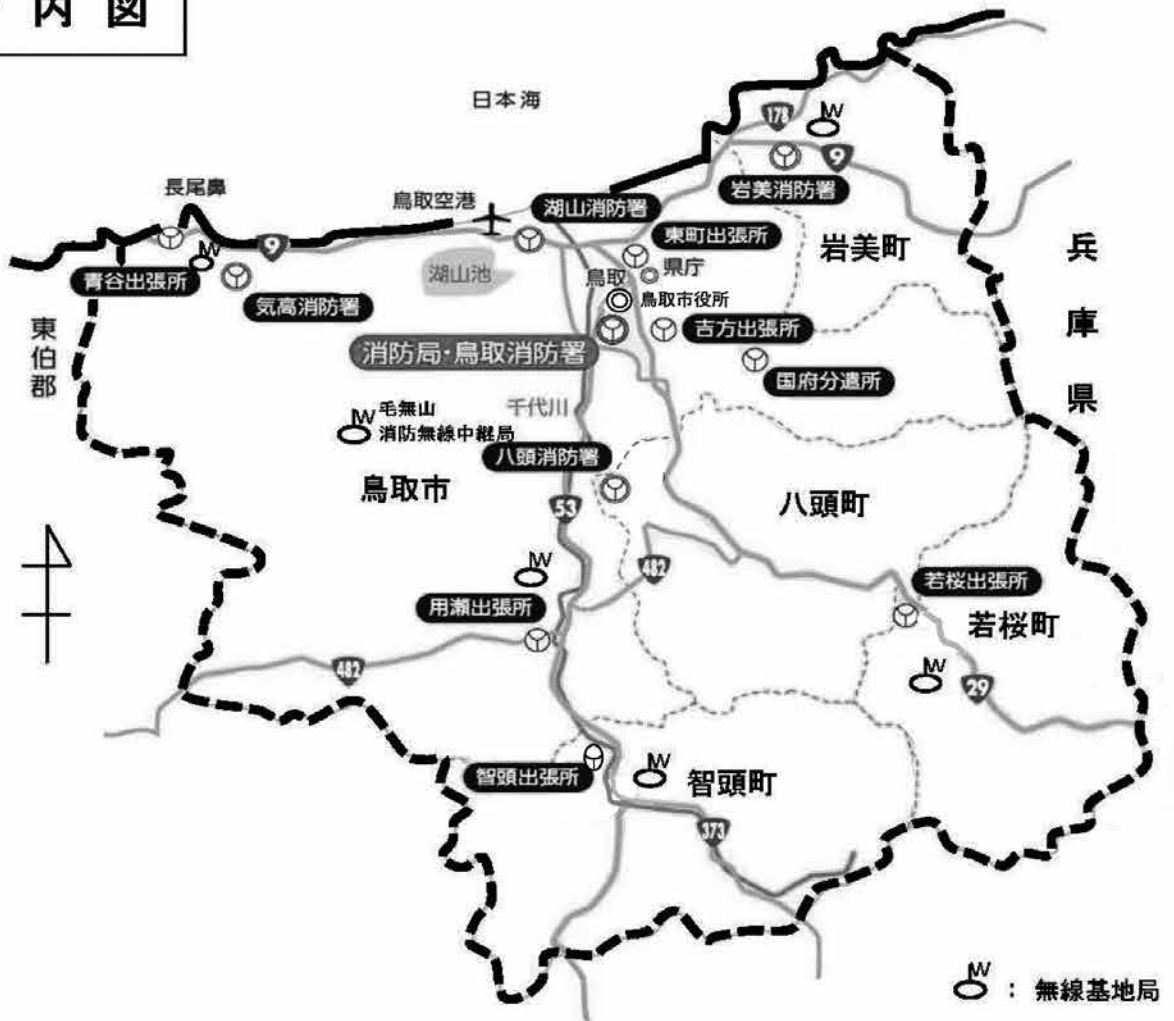 内 図
日本海
178
9
岩美消防署
長尾鼻
鳥取空港
湖山消防署
東町出張所
岩美町
兵庫県
9
湖山池
鳥取
県庁
青谷出張所
気高消防署
鳥取市役所
吉方出張所
東伯郡
消防局・鳥取消防署
国府分遣所
毛無山
消防無線中継局
千代川
八頭消防署
鳥取市
53
八頭町
482
若桜出張所
用瀬出張所
若桜町
482
29
智頭出張所
智頭町
373
W : 無線基地局